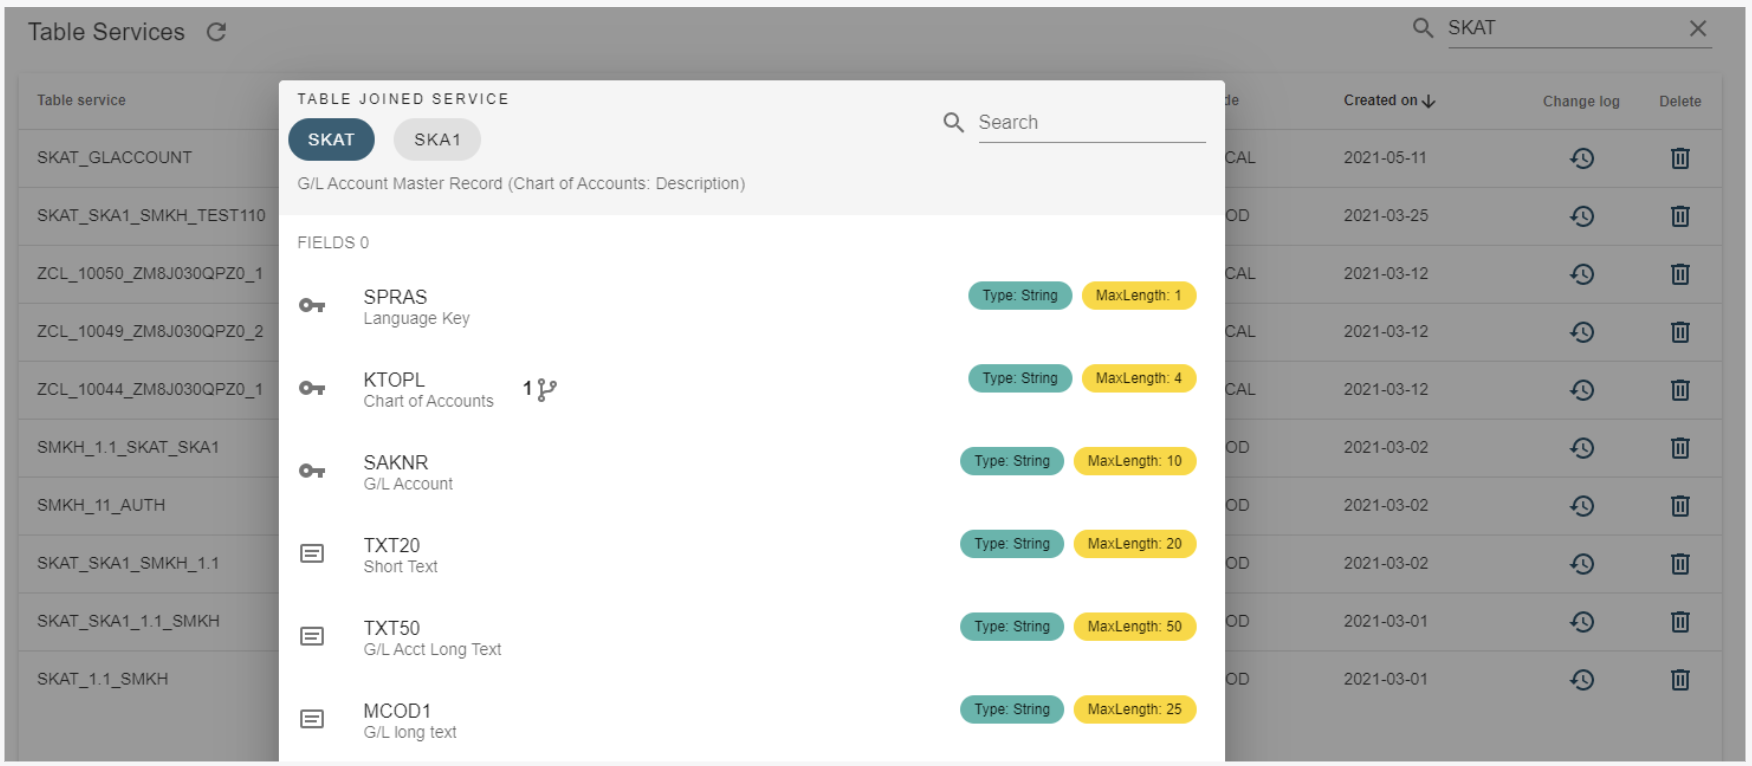 Table Services
SKAT
Table service
Created on
Change log
Delete
TABLE JOINED SERVICE
SKAT SKA1
Search
G/L Account Master Record (Chart of Accounts: Description)
FIELDS 0
SPRAS
Language Key
Type: String MaxLength: 1
KTOPL
Chart of Accounts
1
Type: String MaxLength: 4
SAKNR
G/L Account
Type: String MaxLength: 10
TXT20
Short Text
Type: String MaxLength: 20
TXT50
G/L Acct Long Text
Type: String MaxLength: 50
MCOD1
G/L long text
Type: String MaxLength: 25
SKAT_GLACCOUNT
CAL 2021-05-11
SKAT_SKA1_SMKH_TEST110
OD 2021-03-25
ZCL_10050_ZM8J030QPZ0_1
CAL 2021-03-12
ZCL_10049_ZM8J030QPZ0_2
CAL 2021-03-12
ZCL_10044_ZM8J030QPZ0_1
CAL 2021-03-12
SMKH_1.1_SKAT_SKA1
OD 2021-03-02
SMKH_11_AUTH
OD 2021-03-02
SKAT_SKA1_SMKH_1.1
OD 2021-03-02
SKAT_SKA1_1.1_SMKH
OD 2021-03-01
SKAT_1.1_SMKH
OD 2021-03-01